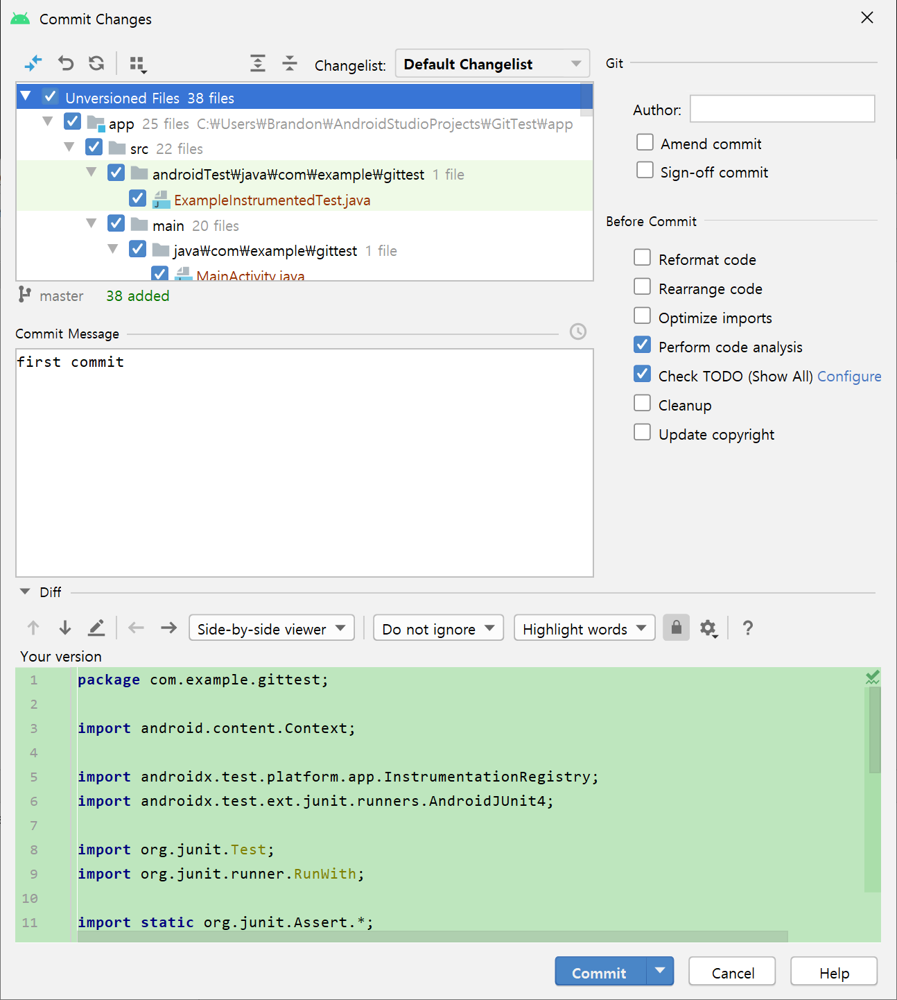 Commit Changes
Changelist: Default Changelist
Unversioned Files 38 files
app 25 files C:₩Users₩Brandon₩AndroidStudioProjects₩GitTest₩app
src 22 files
androidTest₩java₩com₩example₩gittest 1 file
ExampleInstrumentedTest.java
main 20 files
java₩com₩example₩gittest 1 file
MainActivity.java
master 38 added
Commit Message
first commit
Git
Author:
Amend commit
Sign-off commit
Before Commit
Reformat code
Rearrange code
Optimize imports
Perform code analysis
Check TODO (Show All) Configure
Cleanup
Update copyright
Diff
Side-by-side viewer Do not ignore Highlight words ?
Your version
1 package com.example.gittest;
2
3 import android.content.Context;
4
5 import androidx.test.platform.app.InstrumentationRegistry;
6 import androidx.test.ext.junit.runners.AndroidJUnit4;
7
8 import org.junit.Test;
9 import org.junit.runner.RunWith;
10
11 import static org.junit.Assert.*;
Commit Cancel Help